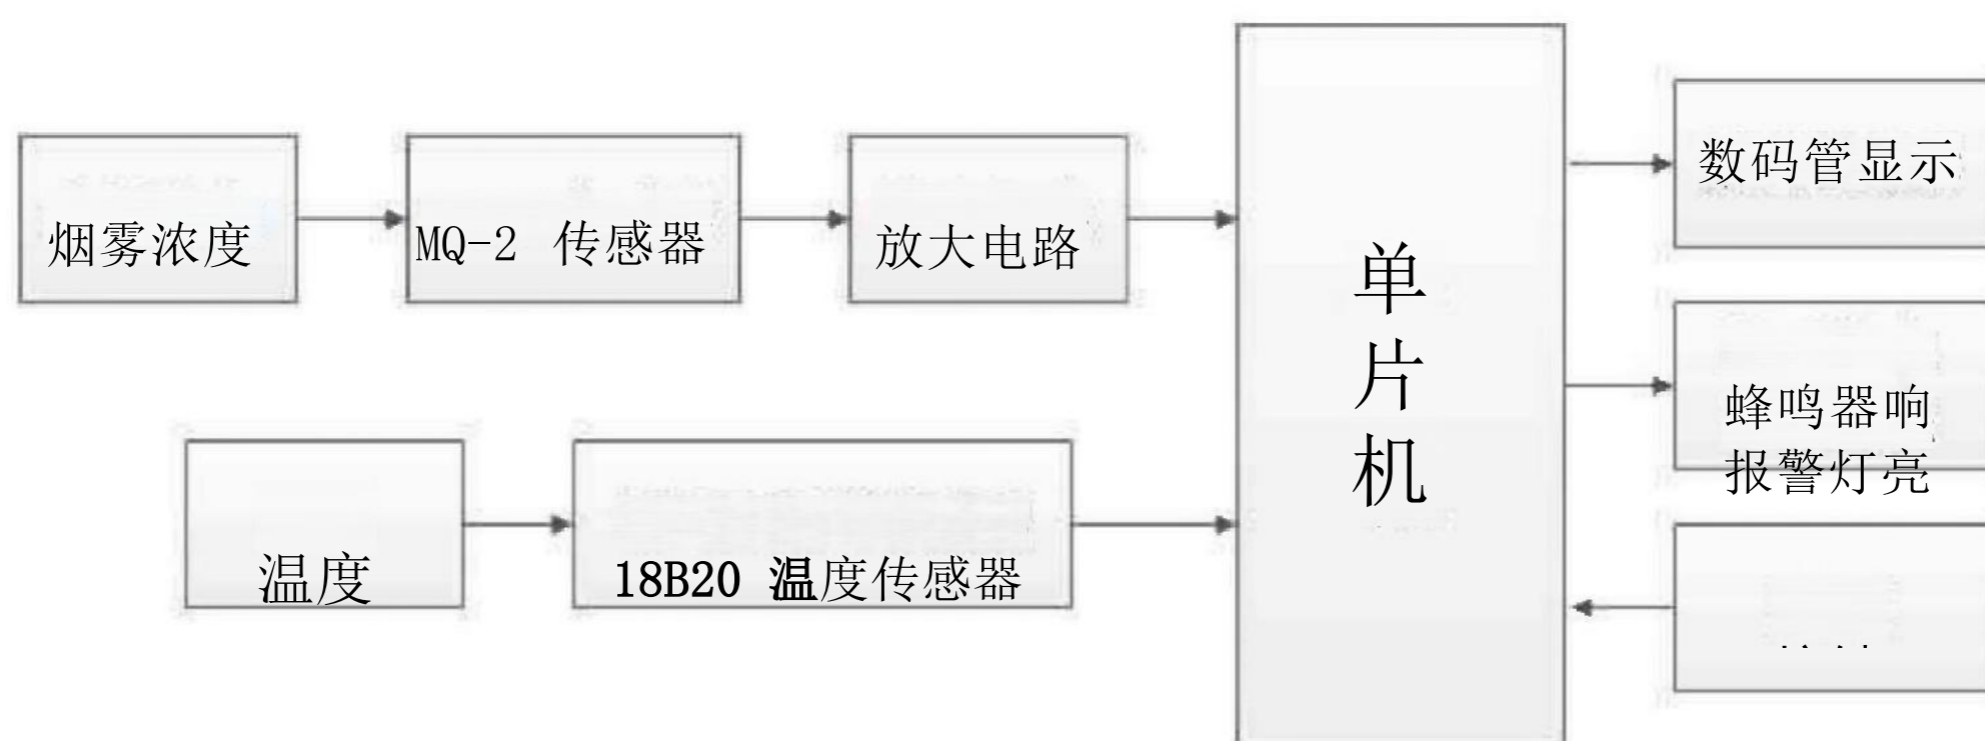 烟雾浓度
MQ-2 传感器
放大电路
单
片
机
数码管显示
蜂鸣器响
报警灯亮
温度
18B20 温度传感器